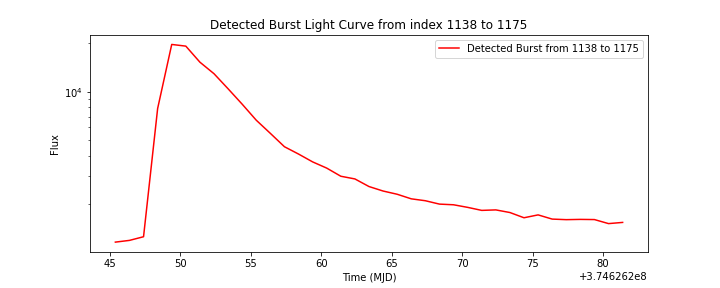 Detected Burst Light Curve from index 1138 to 1175
Detected Burst from 1138 to 1175
10⁴
Flux
45 50 55 60 65 70 75 80
Time (MJD)
+3.746262e8